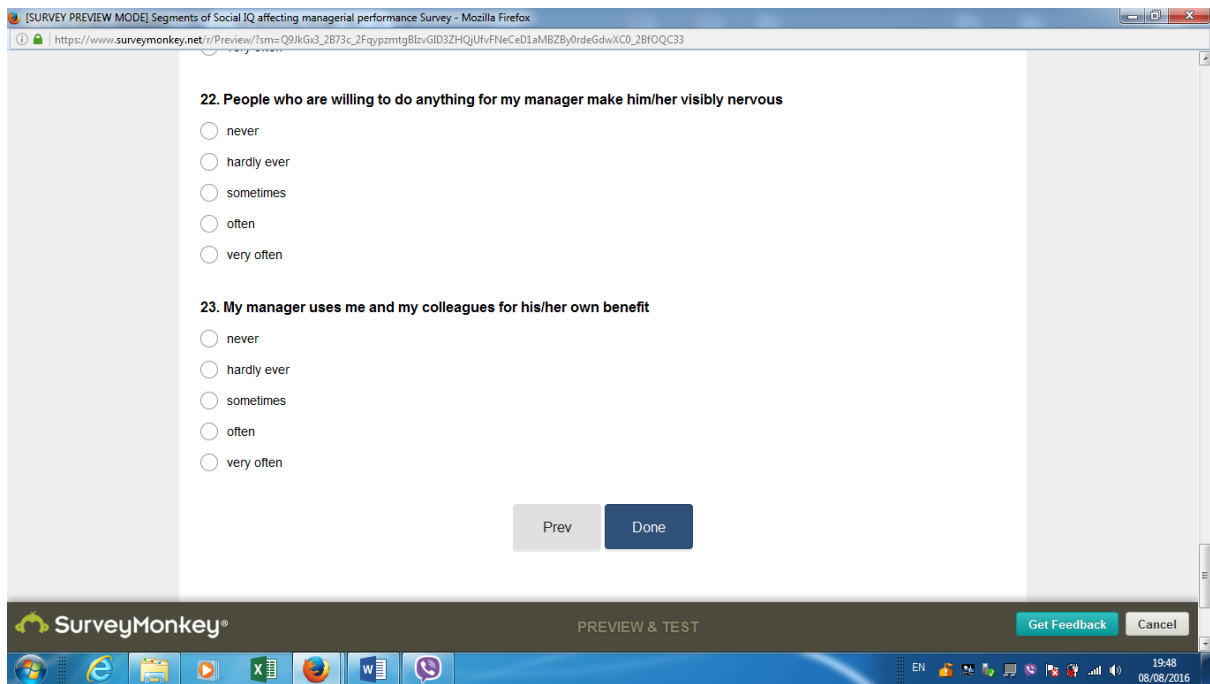 [SURVEY PREVIEW MODE] Segments of Social IQ affecting managerial performance Survey - Mozilla Firefox
https://www.surveymonkey.net/r/Preview/?sm=Q9JkGx3_2B73c_2FqypzmtgBIzvGID3ZHQjUfvFNeCeD1aMBZBy0rdeGdwXC0_2BfOQC33
22. People who are willing to do anything for my manager make him/her visibly nervous
never
hardly ever
sometimes
often
very often
23. My manager uses me and my colleagues for his/her own benefit
never
hardly ever
sometimes
often
very often
Prev Done
SurveyMonkey® PREVIEW & TEST Get Feedback Cancel
EN 19:48
08/08/2016